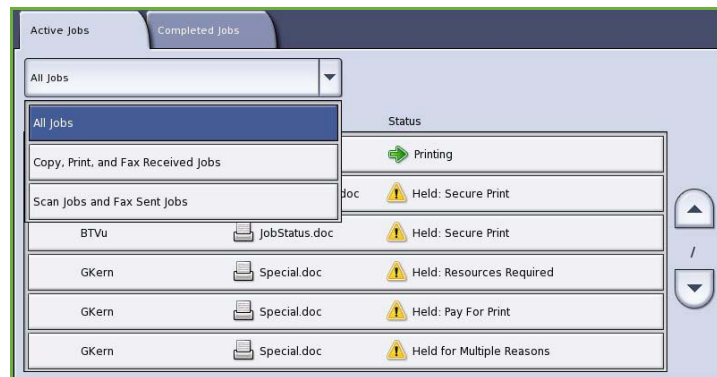 Active Jobs Completed Jobs
All Jobs
All Jobs Status
Copy, Print, and Fax Received Jobs Printing
Scan Jobs and Fax Sent Jobs doc Held: Secure Print
BTVu JobStatus.doc Held: Secure Print
/
GKern Special.doc Held: Resources Required
GKern Special.doc Held: Pay For Print
GKern Special.doc Held for Multiple Reasons